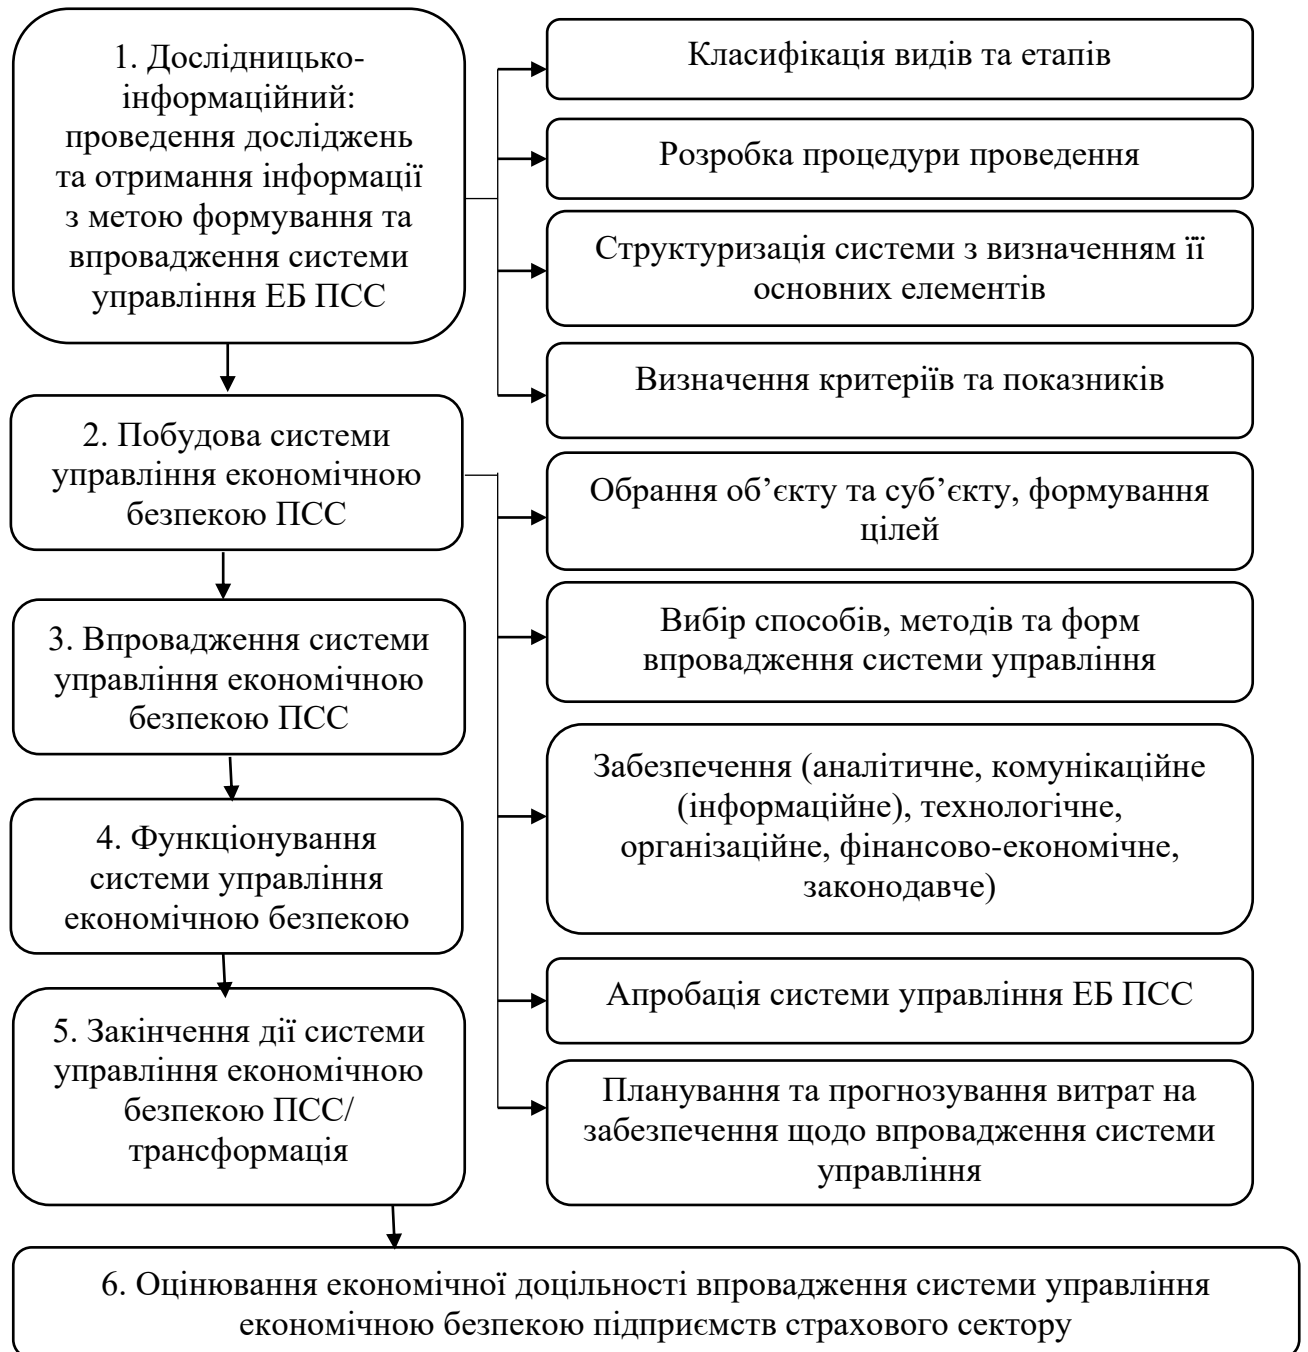 1. Дослідницько-
інформаційний:
проведення досліджень
та отримання інформації
з метою формування та
впровадження системи
управління ЕБ ПСС
Класифікація видів та етапів
Розробка процедури проведення
Структуризація системи з визначенням її
основних елементів
Визначення критеріїв та показників
2. Побудова системи
управління економічною
безпекою ПСС
Обрання об’єкту та суб’єкту, формування
цілей
Вибір способів, методів та форм
впровадження системи управління
Забезпечення (аналітичне, комунікаційне
(інформаційне), технологічне,
організаційне, фінансово-економічне,
законодавче)
Апробація системи управління ЕБ ПСС
Планування та прогнозування витрат на
забезпечення щодо впровадження системи
управління
3. Впровадження системи
управління економічною
безпекою ПСС
4. Функціонування
системи управління
економічною безпекою
5. Закінчення дії системи
управління економічною
безпекою ПСС/
трансформація
6. Оцінювання економічної доцільності впровадження системи управління
економічною безпекою підприємств страхового сектору